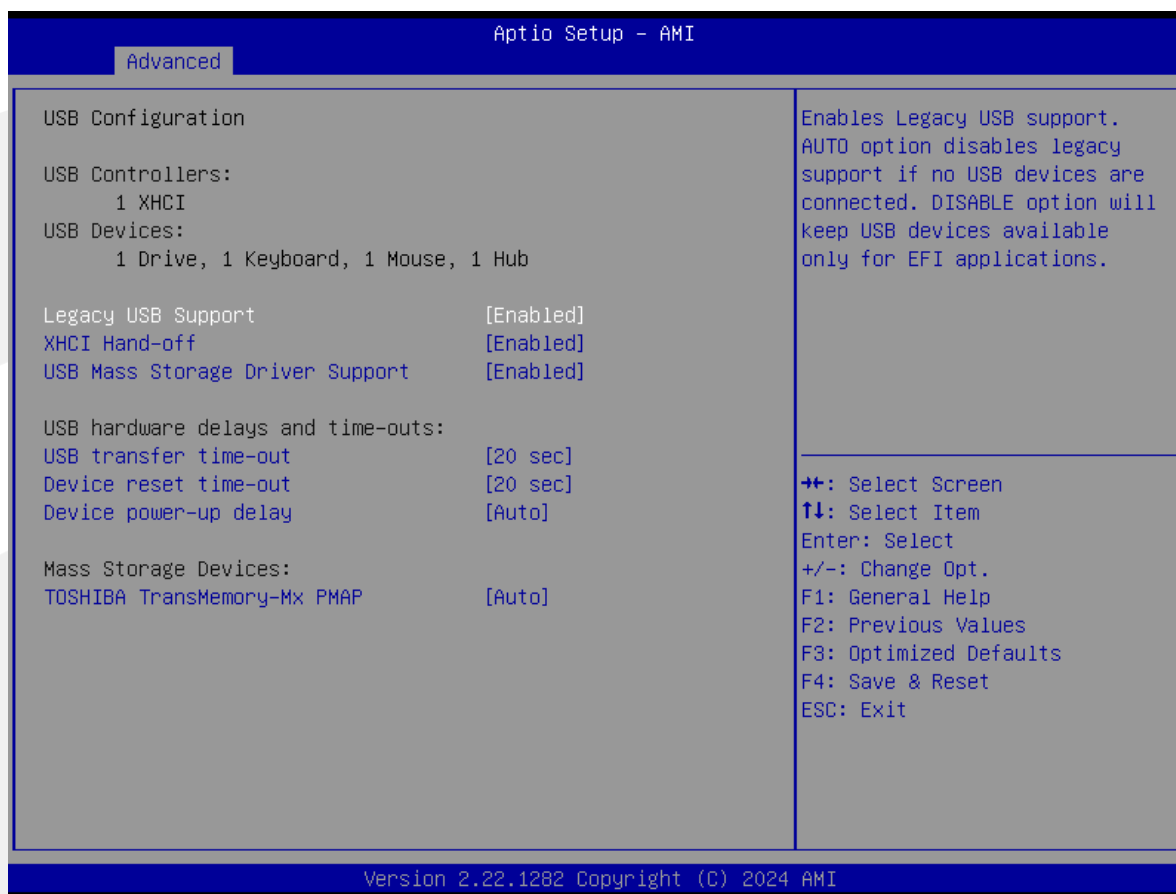 Aptio Setup – AMI
Advanced
USB Configuration
USB Controllers:
1 XHCI
USB Devices:
1 Drive, 1 Keyboard, 1 Mouse, 1 Hub
Legacy USB Support [Enabled]
XHCI Hand-off [Enabled]
USB Mass Storage Driver Support [Enabled]
USB hardware delays and time-outs:
USB transfer time-out [20 sec]
Device reset time-out [20 sec]
Device power-up delay [Auto]
Mass Storage Devices:
TOSHIBA TransMemory-Mx PMAP [Auto]
Enables Legacy USB support.
AUTO option disables legacy
support if no USB devices are
connected. DISABLE option will
keep USB devices available
only for EFI applications.
→←: Select Screen
↑↓: Select Item
Enter: Select
+/-: Change Opt.
F1: General Help
F2: Previous Values
F3: Optimized Defaults
F4: Save & Reset
ESC: Exit
Version 2.22.1282 Copyright (C) 2024 AMI